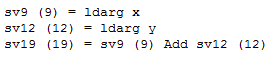 sv9 (9) = ldarg x
sv12 (12) = ldarg y
sv19 (19) = sv9 (9) Add sv12 (12)